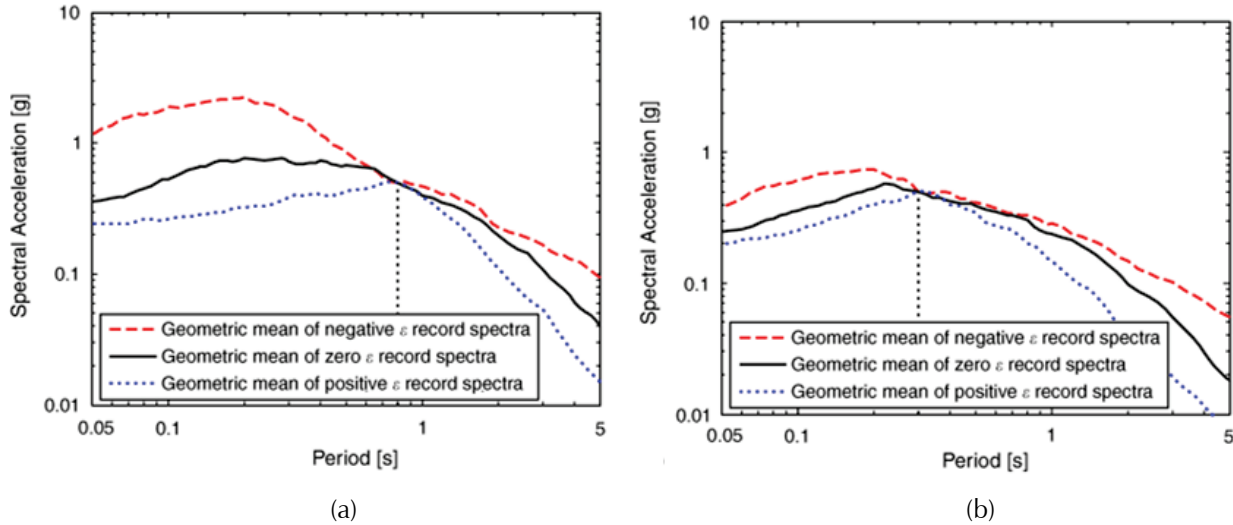 10
1
0.1
0.01
Spectral Acceleration [g]
Geometric mean of negative ε record spectra
Geometric mean of zero ε record spectra
Geometric mean of positive ε record spectra
0.05
0.1
1
5
Period [s]
(a)
10
1
0.1
0.01
Spectral Acceleration [g]
Geometric mean of negative ε record spectra
Geometric mean of zero ε record spectra
Geometric mean of positive ε record spectra
0.05
0.1
1
5
Period [s]
(b)